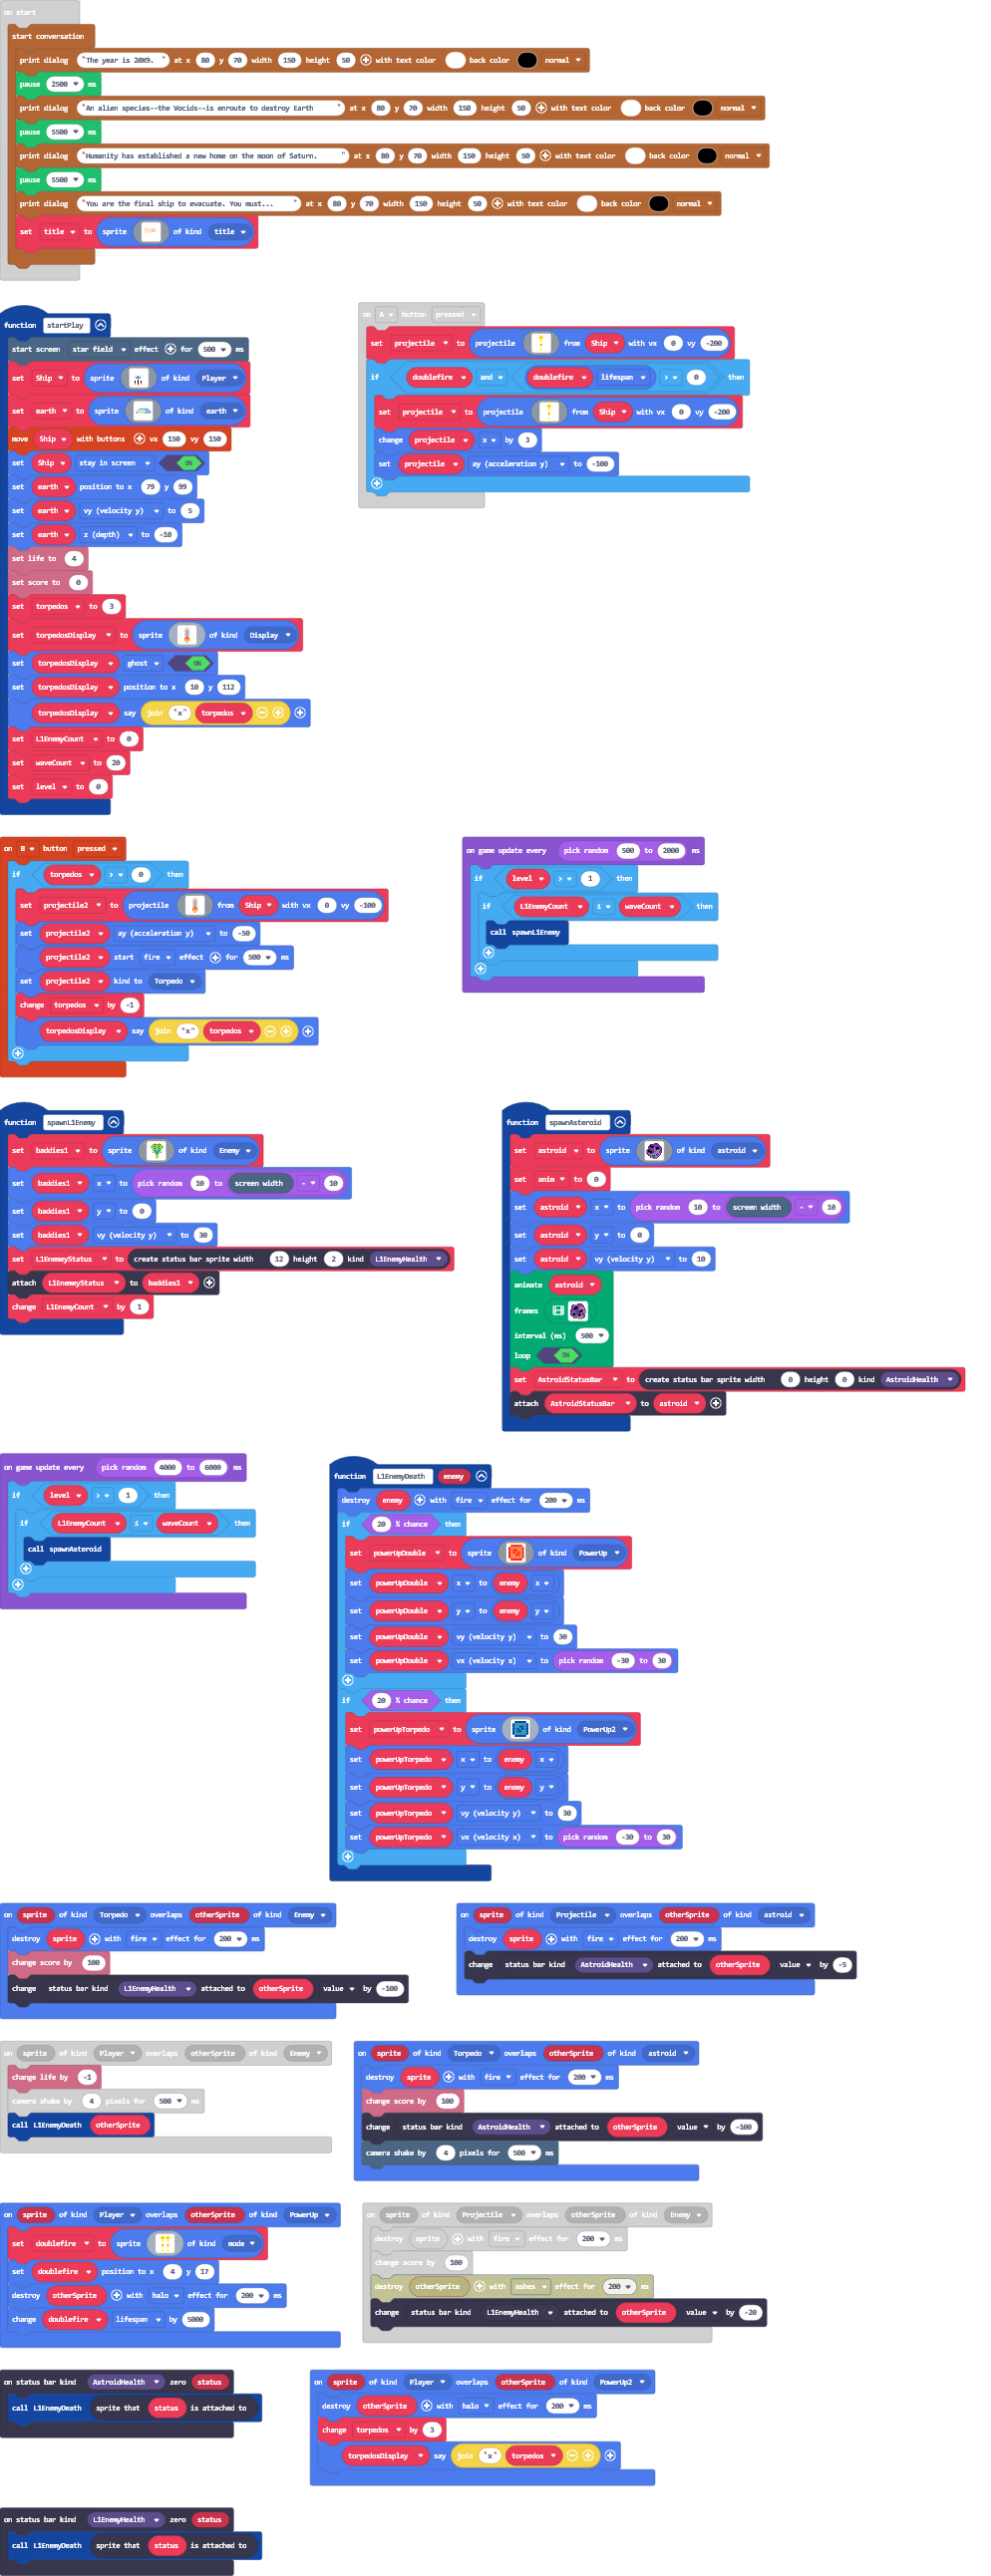 on start
start conversation
print dialog "The year is 20X9. " at x 80 y 70 width 150 height 50 with text color back color normal
pause 2500 ms
print dialog "An alien species--the Vocids--is enroute to destroy Earth " at x 80 y 70 width 150 height 50 with text color back color normal
pause 5500 ms
print dialog "Humanity has established a new home on the moon of Saturn. " at x 80 y 70 width 150 height 50 with text color back color normal
pause 5500 ms
print dialog "You are the final ship to evacuate. You must... " at x 80 y 70 width 150 height 50 with text color back color normal
set title to sprite of kind title
function startPlay
start screen star field effect for 500 ms
set Ship to sprite of kind Player
set earth to sprite of kind earth
move Ship with buttons vx 150 vy 150
set Ship stay in screen ON
set earth position to x 79 y 99
set earth vy (velocity y) to 5
set earth z (depth) to -10
set life to 4
set score to 0
set torpedos to 3
set torpedosDisplay to sprite of kind Display
set torpedosDisplay ghost ON
set torpedosDisplay position to x 10 y 112
torpedosDisplay say join "x" torpedos
set L1EnemyCount to 0
set waveCount to 20
set level to 0
on A button pressed
set projectile to projectile from Ship with vx 0 vy -200
if doublefire and doublefire lifespan > 0 then
set projectile to projectile from Ship with vx 0 vy -200
change projectile x by 3
set projectile ay (acceleration y) to -100
on B button pressed
if torpedos > 0 then
set projectile2 to projectile from Ship with vx 0 vy -100
set projectile2 ay (acceleration y) to -50
projectile2 start fire effect for 500 ms
set projectile2 kind to Torpedo
change torpedos by -1
torpedosDisplay say join "x" torpedos
on game update every pick random 500 to 2000 ms
if level > 1 then
if L1EnemyCount ≤ waveCount then
call spawnL1Enemy
function spawnL1Enemy
set baddies1 to sprite of kind Enemy
set baddies1 x to pick random 10 to screen width - 10
set baddies1 y to 0
set baddies1 vy (velocity y) to 30
set L1EnemeyStatus to create status bar sprite width 12 height 2 kind L1EnemyHealth
attach L1EnemeyStatus to baddies1
change L1EnemyCount by 1
function spawnAsteroid
set astroid to sprite of kind astroid
set anim to 0
set astroid x to pick random 10 to screen width - 10
set astroid y to 0
set astroid vy (velocity y) to 10
animate astroid
frames
interval (ms) 500
loop ON
set AstroidStatusBar to create status bar sprite width 0 height 0 kind AstroidHealth
attach AstroidStatusBar to astroid
on game update every pick random 4000 to 6000 ms
if level > 1 then
if L1EnemyCount ≤ waveCount then
call spawnAsteroid
function L1EnemyDeath enemy
destroy enemy with fire effect for 200 ms
if 20 % chance then
set powerUpDouble to sprite of kind PowerUp
set powerUpDouble x to enemy x
set powerUpDouble y to enemy y
set powerUpDouble vy (velocity y) to 30
set powerUpDouble vx (velocity x) to pick random -30 to 30
if 20 % chance then
set powerUpTorpedo to sprite of kind PowerUp2
set powerUpTorpedo x to enemy x
set powerUpTorpedo y to enemy y
set powerUpTorpedo vy (velocity y) to 30
set powerUpTorpedo vx (velocity x) to pick random -30 to 30
on sprite of kind Torpedo overlaps otherSprite of kind Enemy
destroy sprite with fire effect for 200 ms
change score by 100
change status bar kind L1EnemyHealth attached to otherSprite value by -100
on sprite of kind Projectile overlaps otherSprite of kind astroid
destroy sprite with fire effect for 200 ms
change status bar kind AstroidHealth attached to otherSprite value by -5
on sprite of kind Player overlaps otherSprite of kind Enemy
change life by -1
camera shake by 4 pixels for 500 ms
call L1EnemyDeath otherSprite
on sprite of kind Torpedo overlaps otherSprite of kind astroid
destroy sprite with fire effect for 200 ms
change score by 100
change status bar kind AstroidHealth attached to otherSprite value by -100
camera shake by 4 pixels for 500 ms
on sprite of kind Player overlaps otherSprite of kind PowerUp
set doublefire to sprite of kind mode
set doublefire position to x 4 y 17
destroy otherSprite with halo effect for 200 ms
change doublefire lifespan by 5000
on sprite of kind Projectile overlaps otherSprite of kind Enemy
destroy sprite with fire effect for 200 ms
change score by 100
destroy otherSprite with ashes effect for 200 ms
change status bar kind L1EnemyHealth attached to otherSprite value by -20
on status bar kind AstroidHealth zero status
call L1EnemyDeath sprite that status is attached to
on sprite of kind Player overlaps otherSprite of kind PowerUp2
destroy otherSprite with halo effect for 200 ms
change torpedos by 3
torpedosDisplay say join "x" torpedos
on status bar kind L1EnemyHealth zero status
call L1EnemyDeath sprite that status is attached to